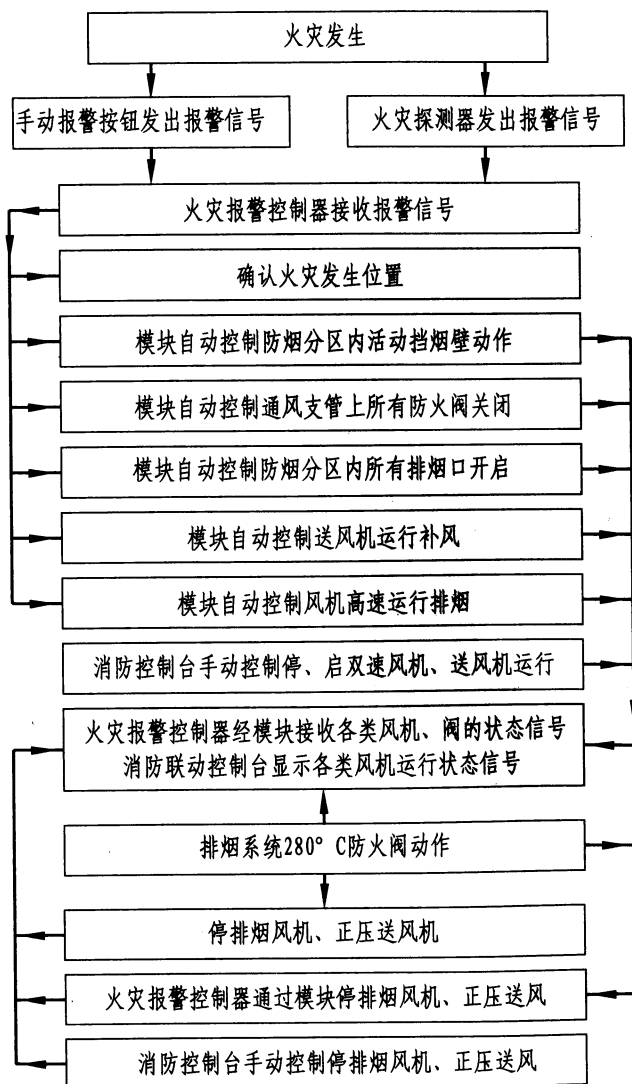 火灾发生
手动报警按钮发出报警信号
火灾探测器发出报警信号
火灾报警控制器接收报警信号
确认火灾发生位置
模块自动控制防烟分区内活动挡烟壁动作
模块自动控制通风支管上所有防火阀关闭
模块自动控制防烟分区内所有排烟口开启
模块自动控制送风机运行补风
模块自动控制风机高速运行排烟
消防控制台手动控制停、启双速风机、送风机运行
火灾报警控制器经模块接收各类风机、阀的状态信号
消防联动控制台显示各类风机运行状态信号
排烟系统280°C防火阀动作
停排烟风机、正压送风机
火灾报警控制器通过模块停排烟风机、正压送风
消防控制台手动控制停排烟风机、正压送风